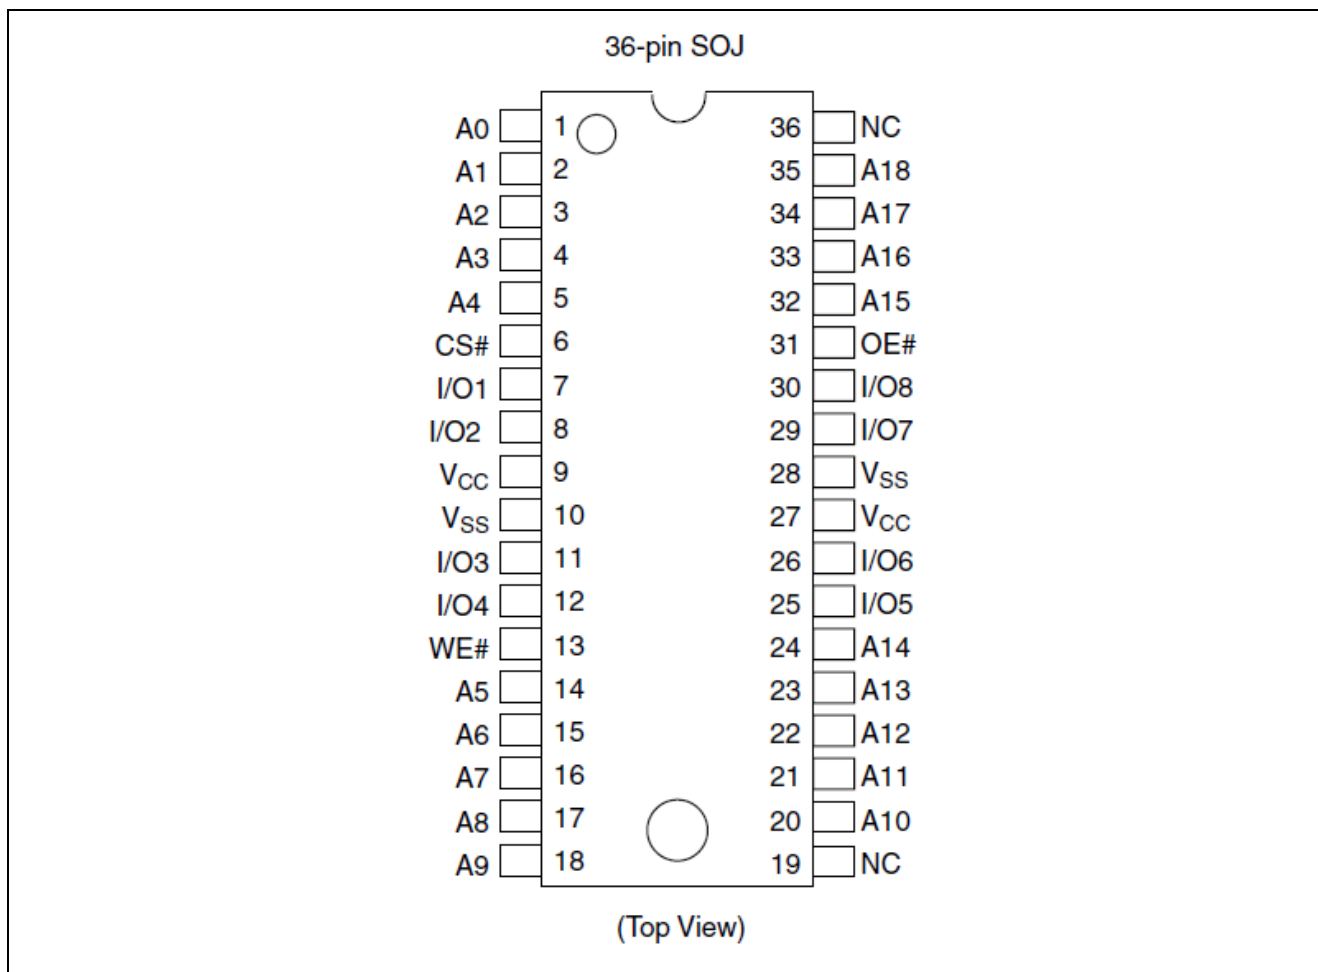 36-pin SOJ
A0 1 36 NC
A1 2 35 A18
A2 3 34 A17
A3 4 33 A16
A4 5 32 A15
CS# 6 31 OE#
I/O1 7 30 I/O8
I/O2 8 29 I/O7
VCC 9 28 VSS
VSS 10 27 VCC
I/O3 11 26 I/O6
I/O4 12 25 I/O5
WE# 13 24 A14
A5 14 23 A13
A6 15 22 A12
A7 16 21 A11
A8 17 20 A10
A9 18 19 NC
(Top View)